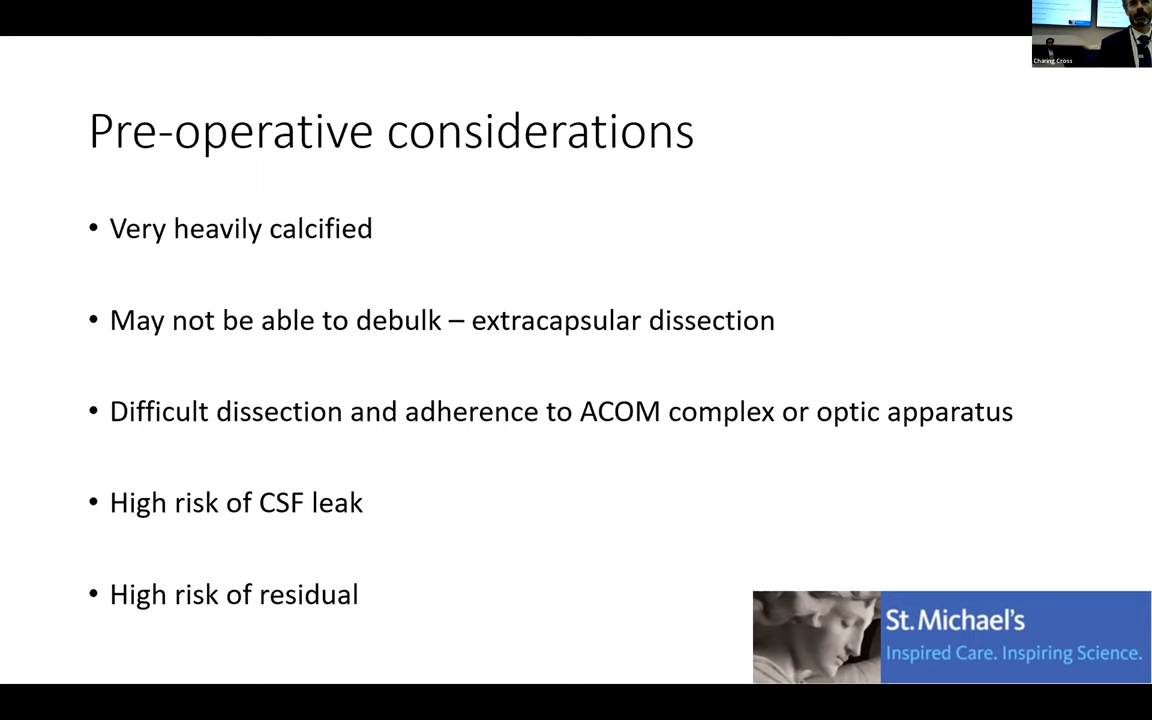 Charing Cross
Pre-operative considerations
• Very heavily calcified
• May not be able to debulk – extracapsular dissection
• Difficult dissection and adherence to ACOM complex or optic apparatus
• High risk of CSF leak
• High risk of residual
St. Michael's
Inspired Care. Inspiring Science.